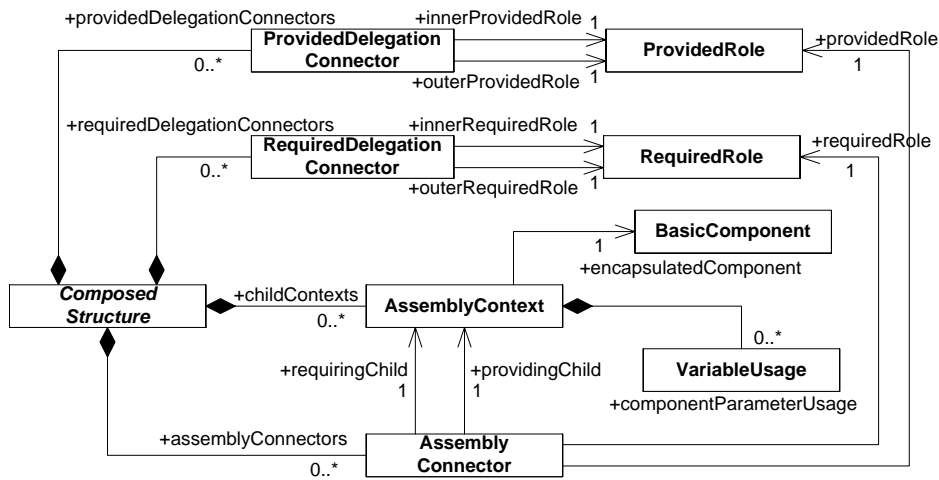 +providedDelegationConnectors
+innerProvidedRole
1
ProvidedDelegation
Connector
ProvidedRole
+providedRole
0..*
1
1
+outerProvidedRole
+requiredDelegationConnectors
+innerRequiredRole
1
RequiredDelegation
Connector
RequiredRole
+requiredRole
0..*
1
1
+outerRequiredRole
BasicComponent
1
+encapsulatedComponent
Composed
Structure
+childContexts
0..*
AssemblyContext
0..*
+requiringChild
1
+providingChild
1
VariableUsage
+componentParameterUsage
+assemblyConnectors
0..*
Assembly
Connector